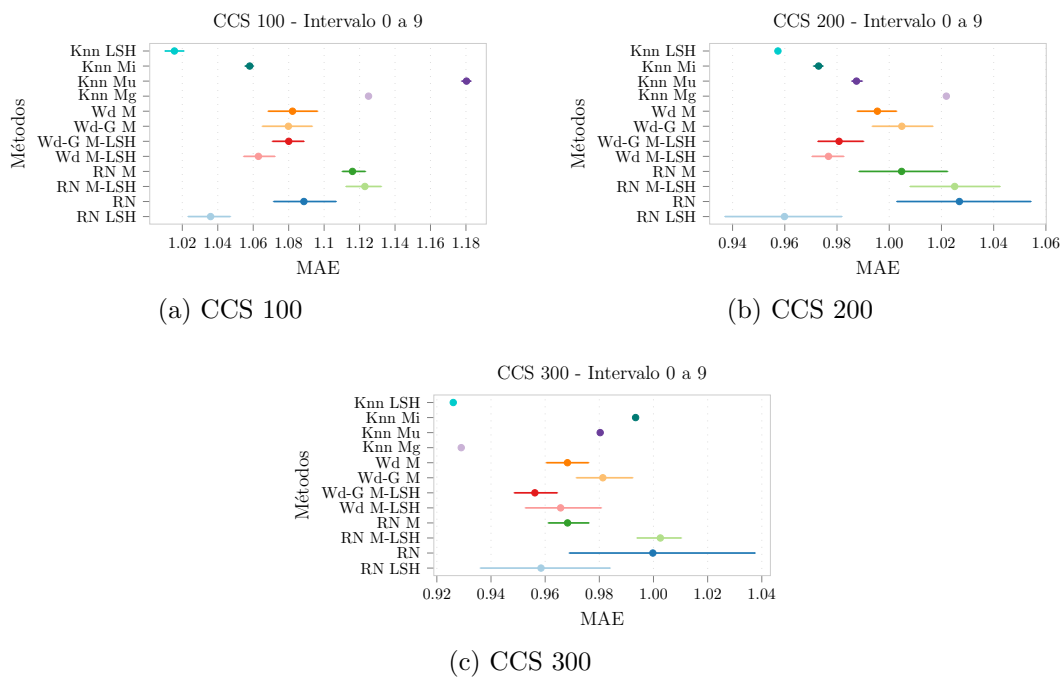 CCS 100 - Intervalo 0 a 9
Métodos
Knn LSH
Knn Mi
Knn Mu
Knn Mg
Wd M
Wd-G M
Wd-G M-LSH
Wd M-LSH
RN M
RN M-LSH
RN
RN LSH
1.02 1.04 1.06 1.08 1.1 1.12 1.14 1.16 1.18
MAE
(a) CCS 100
CCS 200 - Intervalo 0 a 9
Métodos
Knn LSH
Knn Mi
Knn Mu
Knn Mg
Wd M
Wd-G M
Wd-G M-LSH
Wd M-LSH
RN M
RN M-LSH
RN
RN LSH
0.94 0.96 0.98 1.00 1.02 1.04 1.06
MAE
(b) CCS 200
CCS 300 - Intervalo 0 a 9
Métodos
Knn LSH
Knn Mi
Knn Mu
Knn Mg
Wd M
Wd-G M
Wd-G M-LSH
Wd M-LSH
RN M
RN M-LSH
RN
RN LSH
0.92 0.94 0.96 0.98 1.00 1.02 1.04
MAE
(c) CCS 300